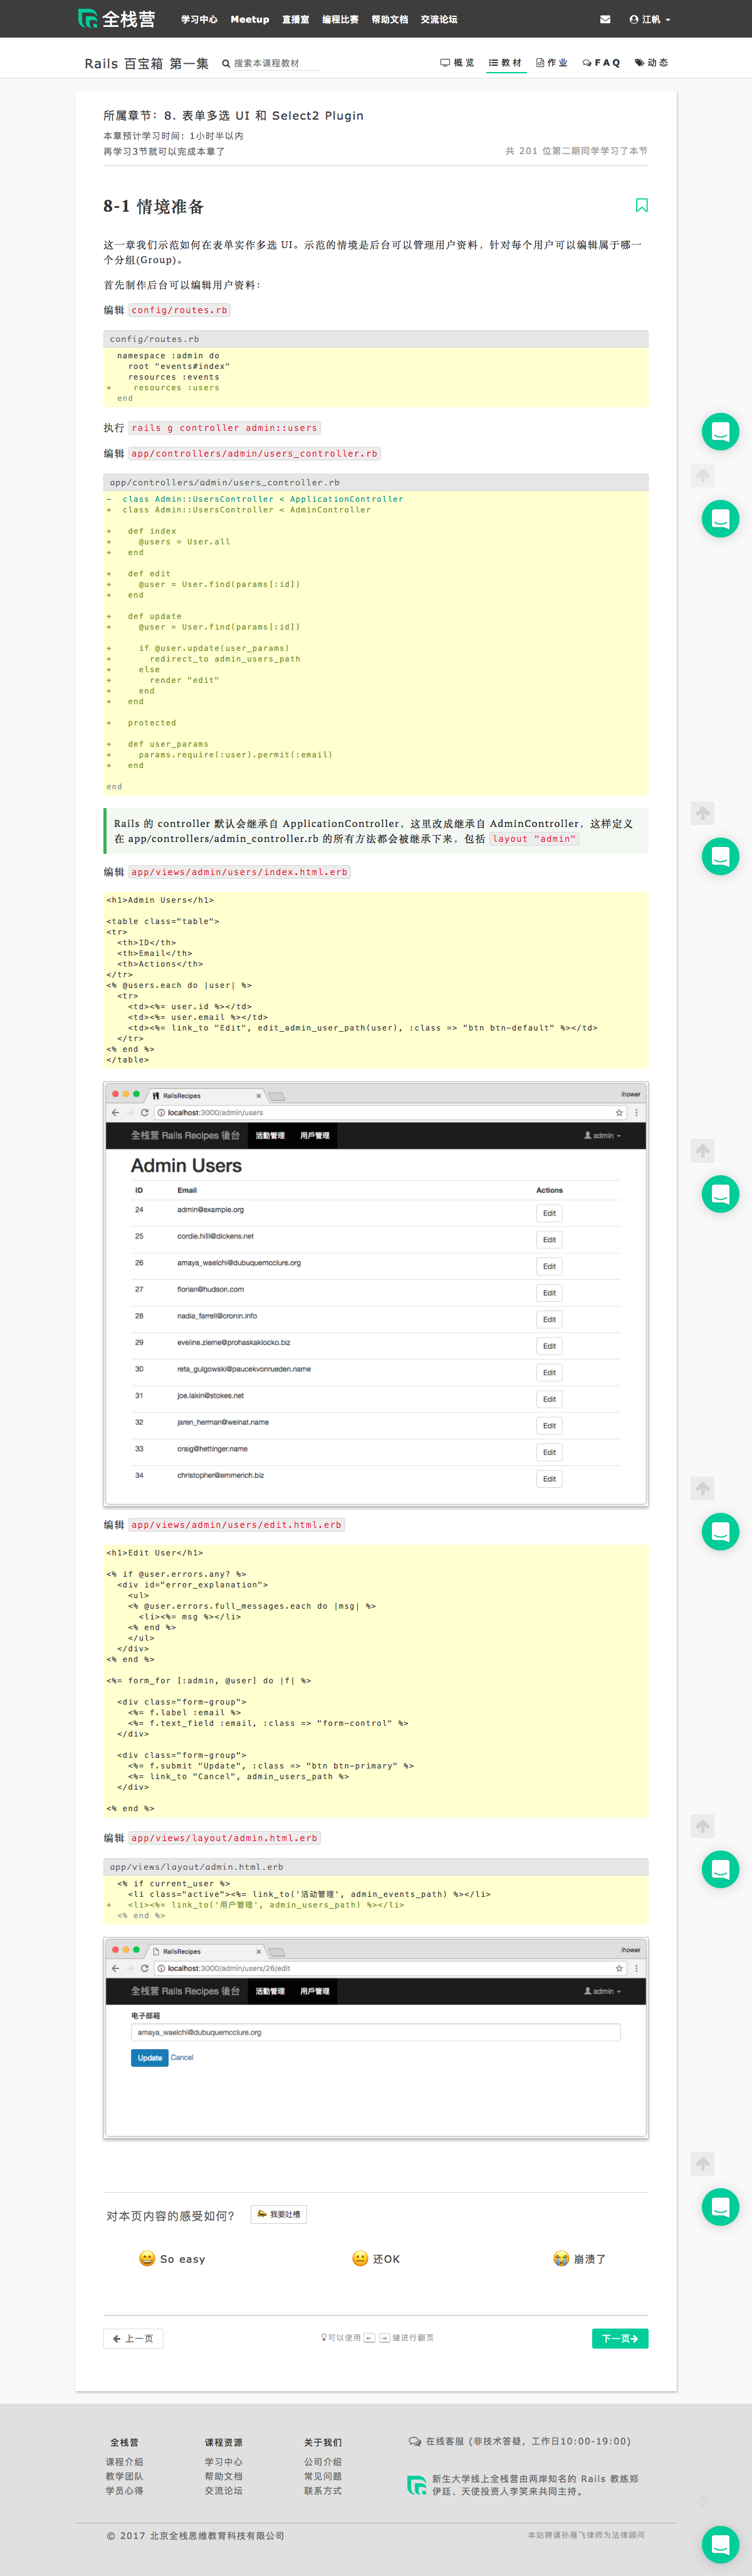 全栈营 学习中心 Meetup 直播室 编程比赛 帮助文档 交流论坛 江帆
Rails 百宝箱 第一集 搜索本课程教材 概览 教材 作业 FAQ 动态
所属章节：8. 表单多选 UI 和 Select2 Plugin
本章预计学习时间：1小时半以内
再学习3节就可以完成本章了 共 201 位第二期同学学习了本节
8-1 情境准备
这一章我们示范如何在表单实作多选 UI。示范的情境是后台可以管理用户资料，针对每个用户可以编辑属于哪一
个分组(Group)。
首先制作后台可以编辑用户资料：
编辑 config/routes.rb
config/routes.rb
  namespace :admin do
    root "events#index"
    resources :events
+    resources :users
  end
执行 rails g controller admin::users
编辑 app/controllers/admin/users_controller.rb
app/controllers/admin/users_controller.rb
-  class Admin::UsersController < ApplicationController
+  class Admin::UsersController < AdminController
+   def index
+     @users = User.all
+   end
+   def edit
+     @user = User.find(params[:id])
+   end
+   def update
+     @user = User.find(params[:id])
+     if @user.update(user_params)
+       redirect_to admin_users_path
+     else
+       render "edit"
+     end
+   end
+   protected
+   def user_params
+     params.require(:user).permit(:email)
+   end
end
Rails 的 controller 默认会继承自 ApplicationController，这里改成继承自 AdminController，这样定义
在 app/controllers/admin_controller.rb 的所有方法都会被继承下来，包括 layout "admin"
编辑 app/views/admin/users/index.html.erb
<h1>Admin Users</h1>
<table class="table">
<tr>
  <th>ID</th>
  <th>Email</th>
  <th>Actions</th>
</tr>
<% @users.each do |user| %>
  <tr>
    <td><%= user.id %></td>
    <td><%= user.email %></td>
    <td><%= link_to "Edit", edit_admin_user_path(user), :class => "btn btn-default" %></td>
  </tr>
<% end %>
</table>
RailsRecipes ihower
localhost:3000/admin/users
全栈营 Rails Recipes 後台 活動管理 用戶管理 admin
Admin Users
ID Email Actions
24 admin@example.org Edit
25 cordie.hilll@dickens.net Edit
26 amaya_waelchi@dubuquemcclure.org Edit
27 florian@hudson.com Edit
28 nadia_farrell@cronin.info Edit
29 eveline.zieme@prohaskaklocko.biz Edit
30 reta_gulgowski@paucekvonrueden.name Edit
31 joe.lakin@stokes.net Edit
32 jaren_herman@weinat.name Edit
33 craig@hettinger.name Edit
34 christopher@emmerich.biz Edit
编辑 app/views/admin/users/edit.html.erb
<h1>Edit User</h1>
<% if @user.errors.any? %>
  <div id="error_explanation">
    <ul>
    <% @user.errors.full_messages.each do |msg| %>
      <li><%= msg %></li>
    <% end %>
    </ul>
  </div>
<% end %>
<%= form_for [:admin, @user] do |f| %>
  <div class="form-group">
    <%= f.label :email %>
    <%= f.text_field :email, :class => "form-control" %>
  </div>
  <div class="form-group">
    <%= f.submit "Update", :class => "btn btn-primary" %>
    <%= link_to "Cancel", admin_users_path %>
  </div>
<% end %>
编辑 app/views/layout/admin.html.erb
app/views/layout/admin.html.erb
  <% if current_user %>
    <li class="active"><%= link_to('活动管理', admin_events_path) %></li>
+   <li><%= link_to('用户管理', admin_users_path) %></li>
  <% end %>
RailsRecipes ihower
localhost:3000/admin/users/26/edit
全栈营 Rails Recipes 後台 活動管理 用戶管理 admin
电子邮箱
amaya_waelchi@dubuquemcclure.org
Update Cancel
对本页内容的感受如何？ 我要吐槽
So easy 还OK 崩溃了
上一页 可以使用 ← → 键进行翻页 下一页
全栈营 课程资源 关于我们 在线客服 (非技术答疑，工作日10:00-19:00)
课程介绍 学习中心 公司介绍
教学团队 帮助文档 常见问题 新生大学线上全栈营由两岸知名的 Rails 教练郑
学员心得 交流论坛 联系方式 伊廷、天使投资人李笑来共同主持。
© 2017 北京全栈思维教育科技有限公司 本站聘请孙雁飞律师为法律顾问